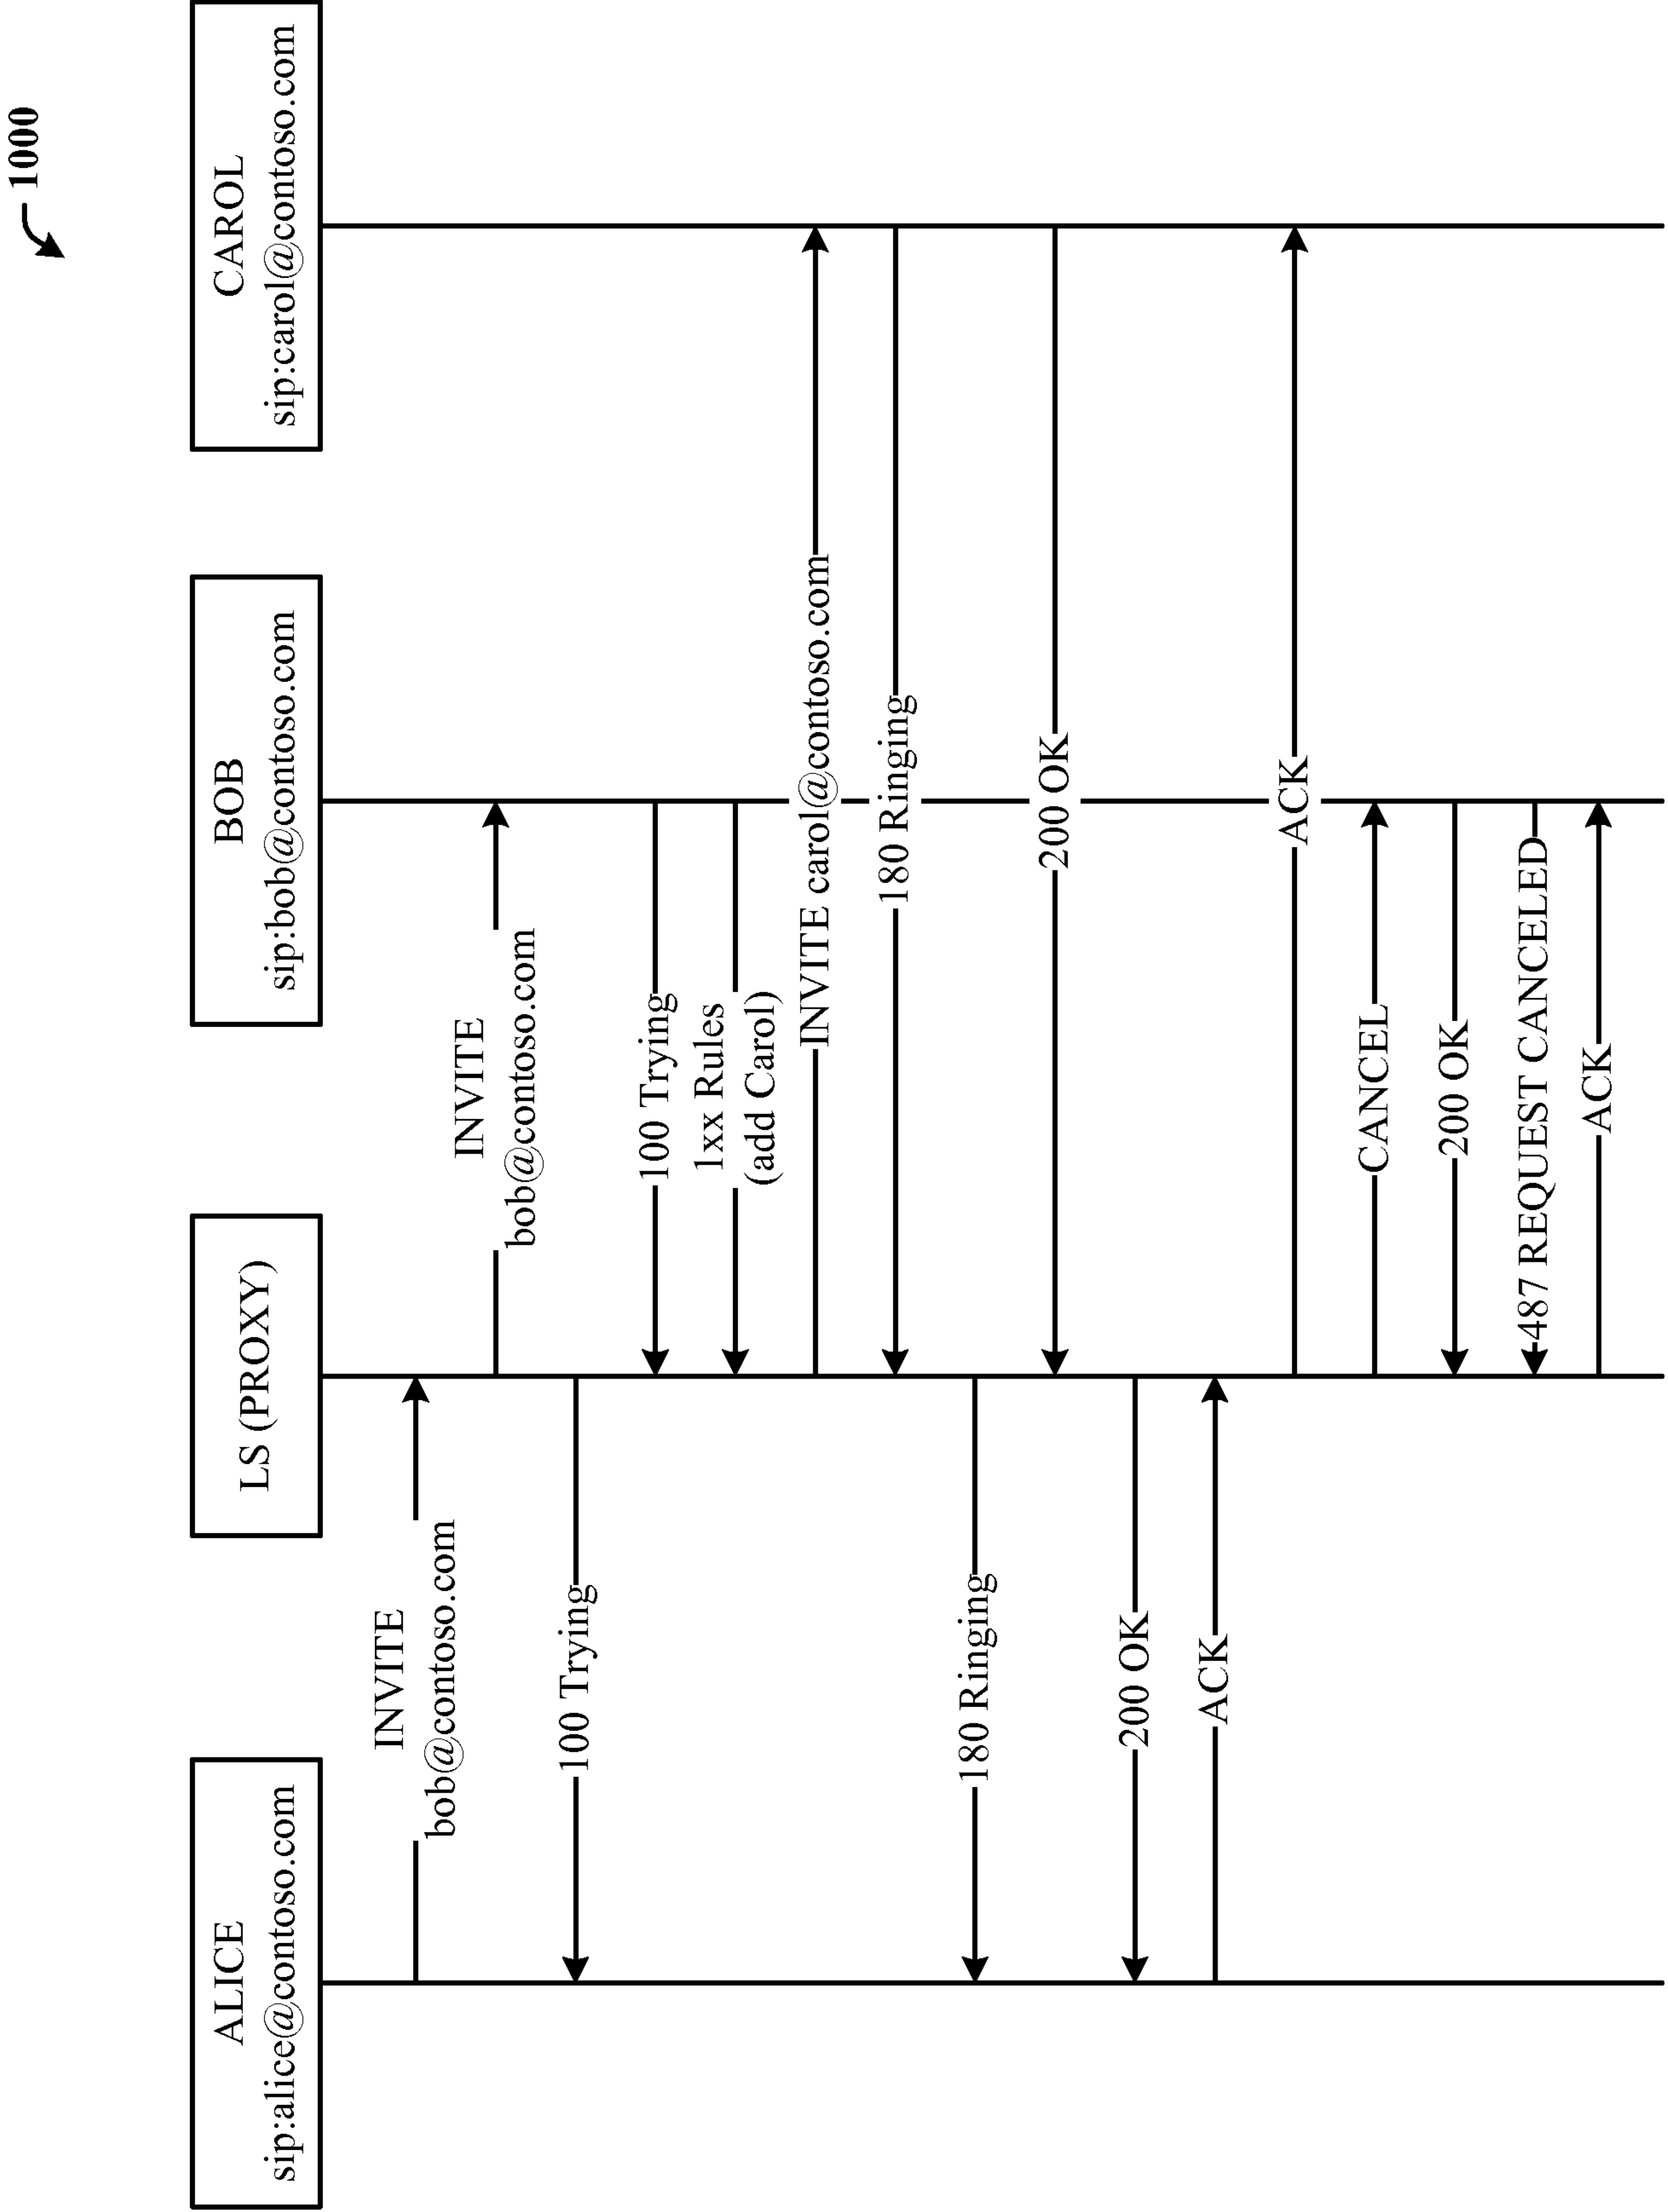 1000
ALICE
sip:alice@contoso.com
LS (PROXY)
BOB
sip:bob@contoso.com
CAROL
sip:carol@contoso.com
INVITE
bob@contoso.com
INVITE
bob@contoso.com
100 Trying
100 Trying
1xx Rules
(add Carol)
INVITE carol@contoso.com
180 Ringing
180 Ringing
200 OK
200 OK
ACK
ACK
CANCEL
200 OK
487 REQUEST CANCELED
ACK